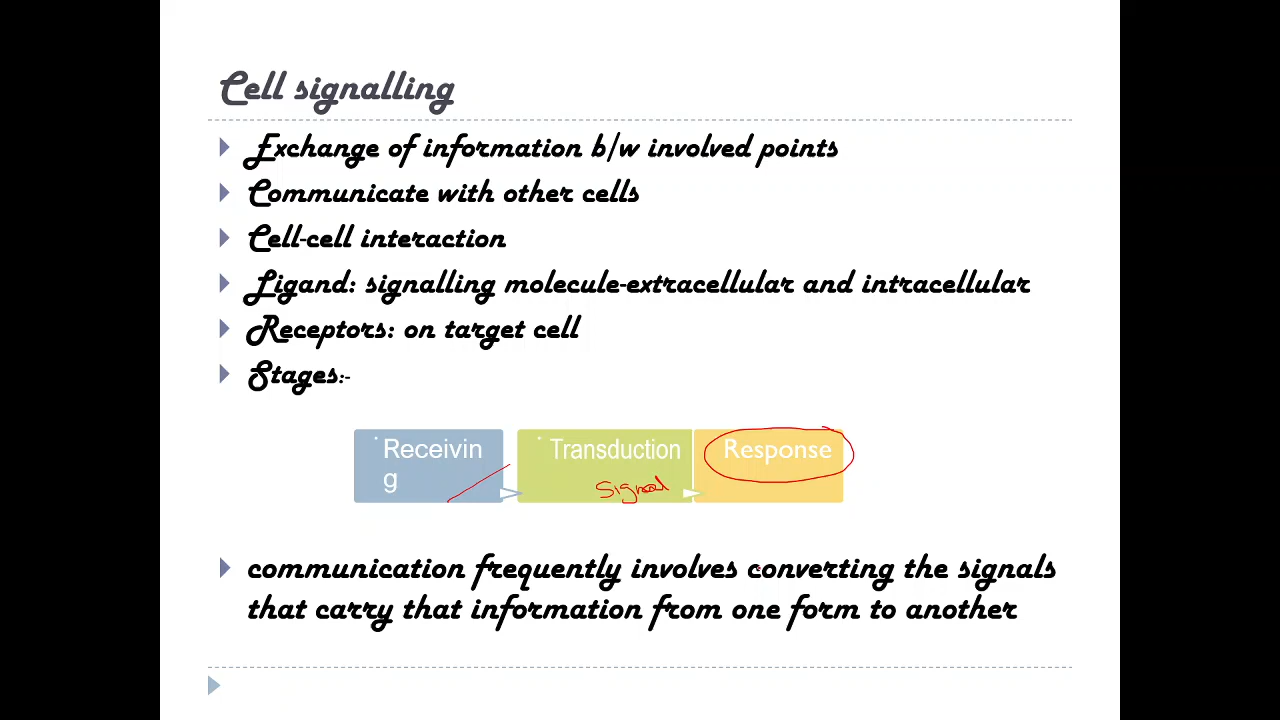 Cell signalling
Exchange of information b/w involved points
Communicate with other cells
Cell-cell interaction
Ligand: signalling molecule-extracellular and intracellular
Receptors: on target cell
Stages:-
Receivin
g
Transduction
Signal
Response
communication frequently involves converting the signals
that carry that information from one form to another